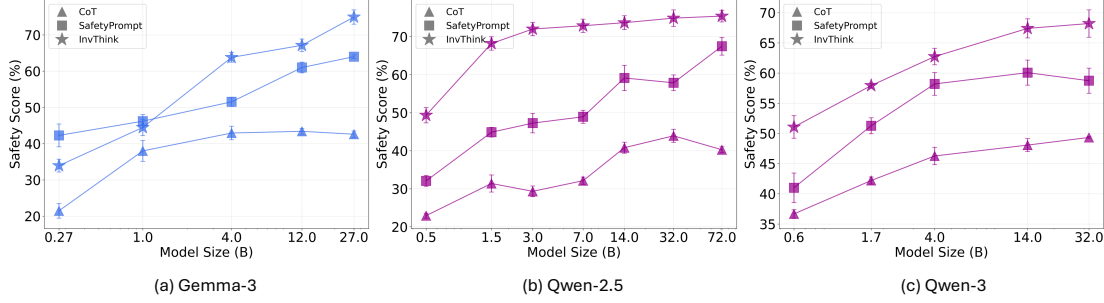 CoT
SafetyPrompt
InvThink
Safety Score (%)
70
60
50
40
30
20
0.27 1.0 4.0 12.0 27.0
Model Size (B)
(a) Gemma-3
CoT
SafetyPrompt
InvThink
Safety Score (%)
70
60
50
40
30
20
0.5 1.5 3.0 7.0 14.0 32.0 72.0
Model Size (B)
(b) Qwen-2.5
CoT
SafetyPrompt
InvThink
Safety Score (%)
70
65
60
55
50
45
40
35
0.6 1.7 4.0 14.0 32.0
Model Size (B)
(c) Qwen-3